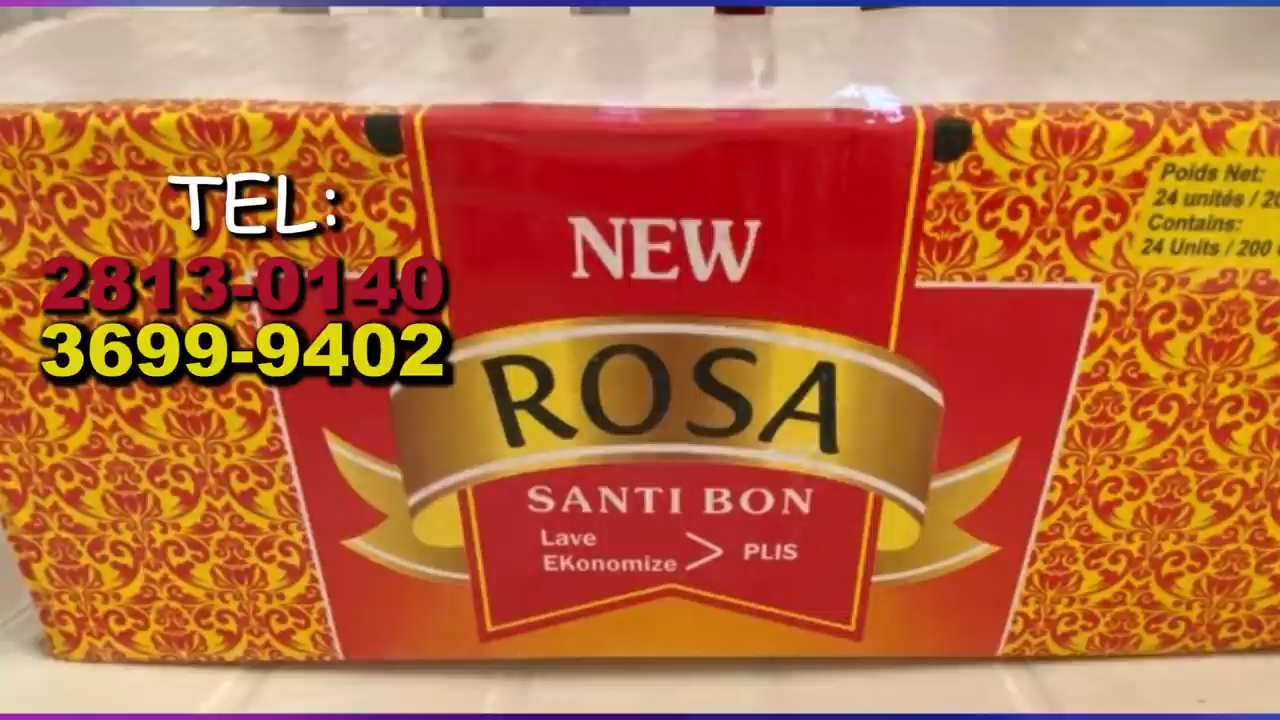 TEL:
2813-0140
3699-9402
NEW
ROSA
SANTI BON
Lave
EKonomize > PLIS
Poids Net:
24 unités /
Contains:
24 Units / 200